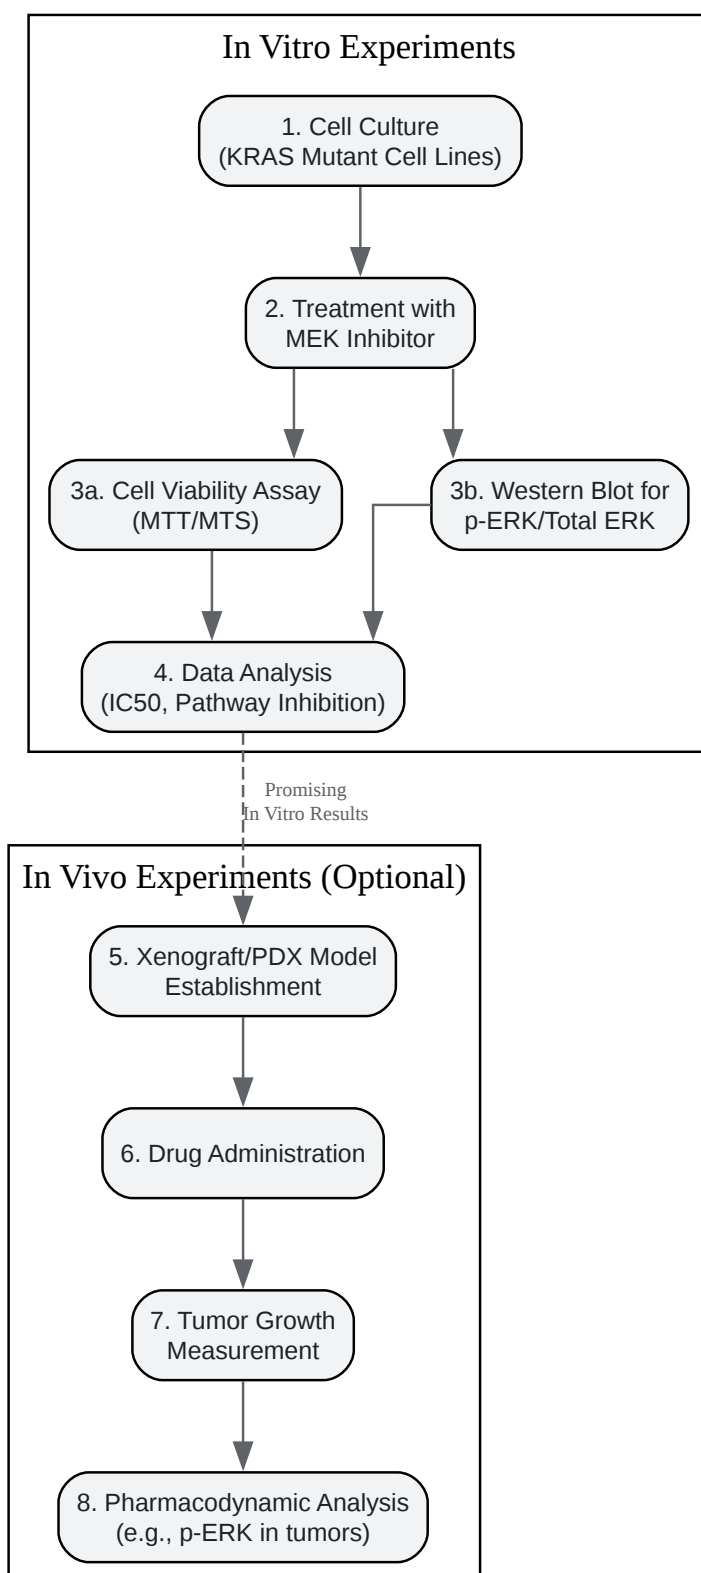 In Vitro Experiments
1. Cell Culture
(KRAS Mutant Cell Lines)
2. Treatment with
MEK Inhibitor
3a. Cell Viability Assay
(MTT/MTS)
3b. Western Blot for
p-ERK/Total ERK
4. Data Analysis
(IC50, Pathway Inhibition)
Promising
In Vitro Results
In Vivo Experiments (Optional)
5. Xenograft/PDX Model
Establishment
6. Drug Administration
7. Tumor Growth
Measurement
8. Pharmacodynamic Analysis
(e.g., p-ERK in tumors)